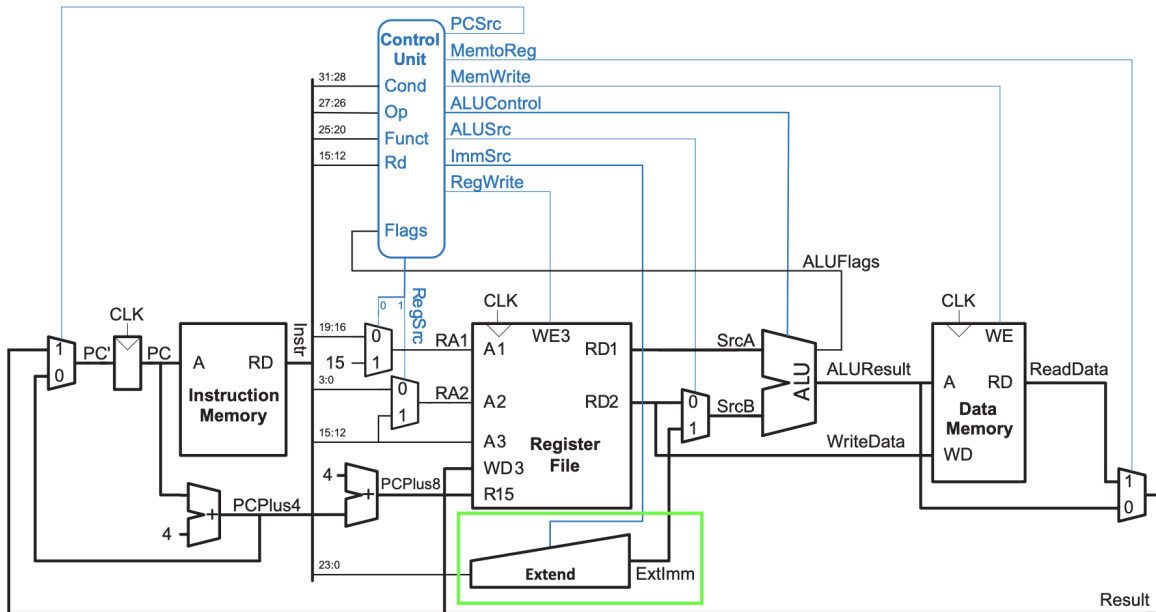 PCSrc
Control
Unit
MemtoReg
MemWrite
ALUControl
ALUSrc
ImmSrc
RegWrite
31:28
Cond
27:26
Op
25:20
Funct
15:12
Rd
Flags
ALUFlags
0 1
RegSrc
CLK
CLK
CLK
Instr
19:16
0
RA1
A1
WE3
RD1
SrcA
WE
1
PC'
PC
A
RD
15
1
0
Instruction
Memory
3:0
0
RA2
A2
RD2
0
SrcB
ALU
ALUResult
A
RD
ReadData
1
1
Data
Memory
15:12
A3
Register
File
WriteData
WD
4
WD3
PCPlus8
+
R15
1
0
PCPlus4
+
4
23:0
Extend
ExtImm
Result